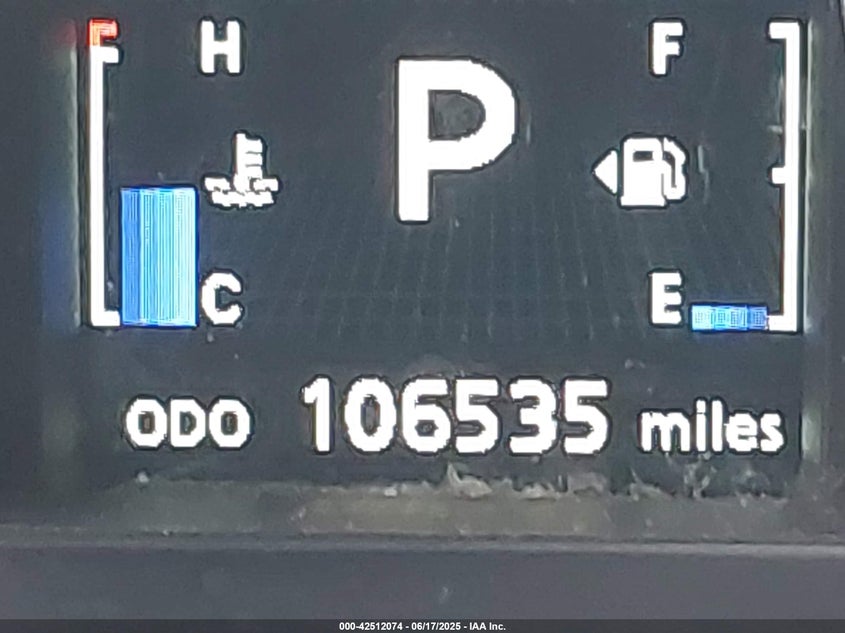 H P F
C E
ODO 106535 miles
000-42512074 - 06/17/2025 - IAA Inc.